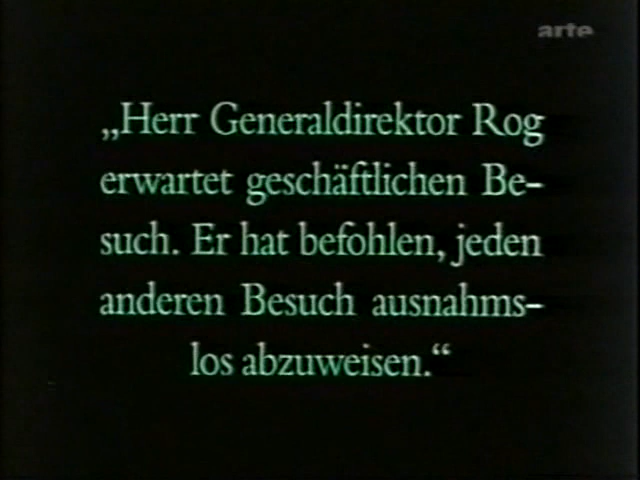 arte
„Herr Generaldirektor Rog
erwartet geschäftlichen Be-
such. Er hat befohlen, jeden
anderen Besuch ausnahms-
los abzuweisen.“